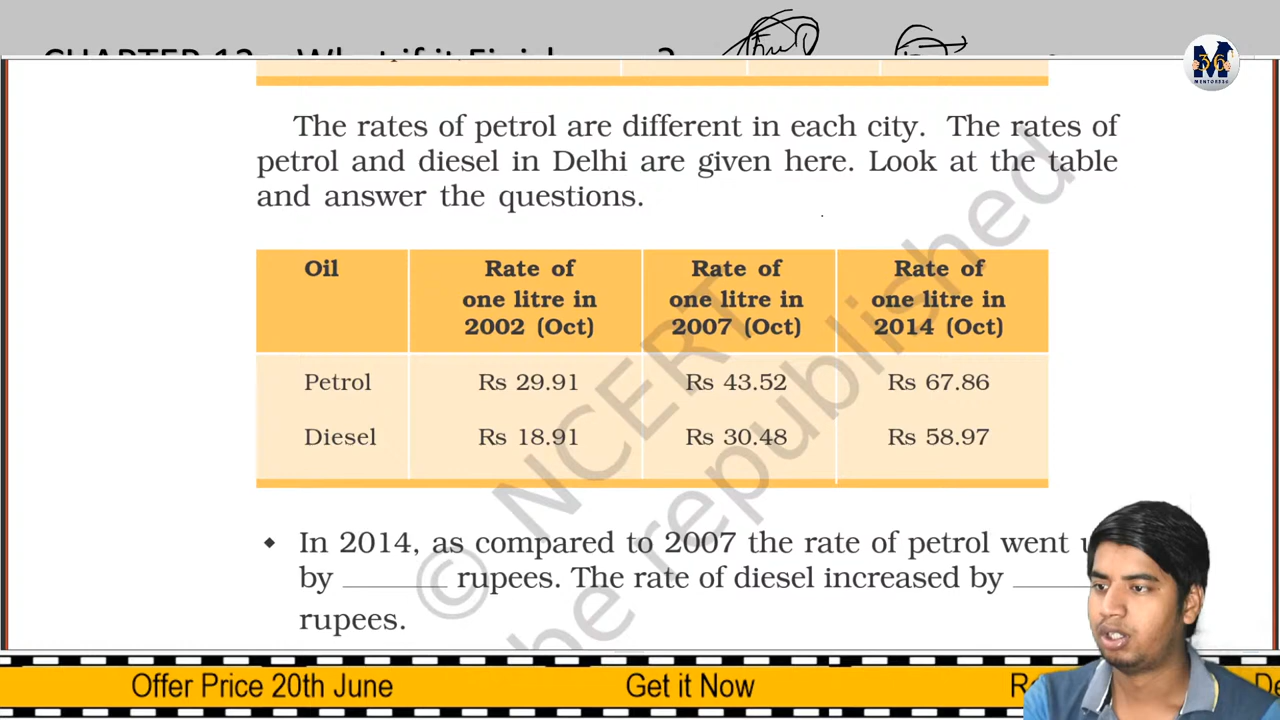 The rates of petrol are different in each city. The rates of
petrol and diesel in Delhi are given here. Look at the table
and answer the questions.
Oil
Rate of
one litre in
2002 (Oct)
Rate of
one litre in
2007 (Oct)
Rate of
one litre in
2014 (Oct)
Petrol Rs 29.91 Rs 43.52 Rs 67.86
Diesel Rs 18.91 Rs 30.48 Rs 58.97
© NCERT
be republished
◆ In 2014, as compared to 2007 the rate of petrol went
by ______ rupees. The rate of diesel increased by ______
rupees.
Offer Price 20th June Get it Now